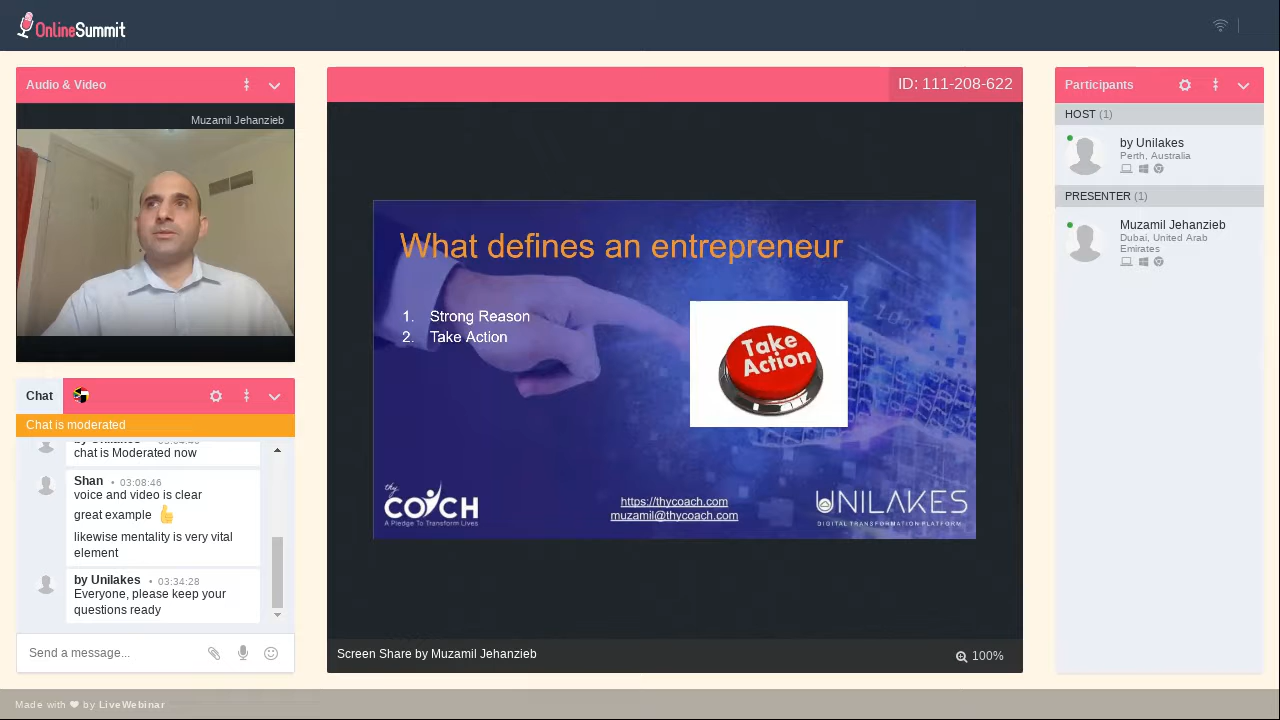 OnlineSummit
Audio & Video
Muzamil Jehanzieb
Chat
Chat is moderated
chat is Moderated now
Shan • 03:08:46
voice and video is clear
great example
likewise mentality is very vital
element
by Unilakes • 03:34:28
Everyone, please keep your
questions ready
Send a message...
ID: 111-208-622
What defines an entrepreneur
1. Strong Reason
2. Take Action
Take
Action
thy
COACH
A Pledge To Transform Lives
https://thycoach.com
muzamil@thycoach.com
UNILAKES
DIGITAL TRANSFORMATION PLATFORM
Screen Share by Muzamil Jehanzieb
100%
Participants
HOST (1)
by Unilakes
Perth, Australia
PRESENTER (1)
Muzamil Jehanzieb
Dubai, United Arab
Emirates
Made with ❤ by LiveWebinar